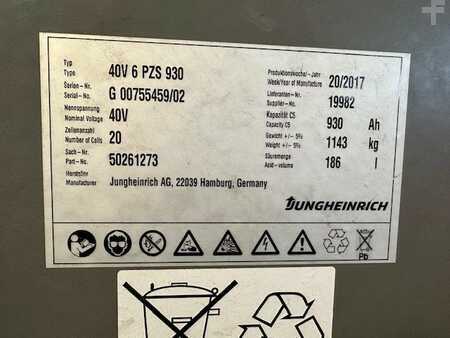 Typ
Type 40V 6 PZS 930
Serien-Nr.
Serial-No. G 00755459/02
Nennspannung
Nominal Voltage 40V
Zellenanzahl
Number of Cells 20
Sach-Nr.
Part-No. 50261273
Hersteller
Manufacturer Jungheinrich AG, 22039 Hamburg, Germany
Produktionswoche/-Jahr
Week/Year of Manufacture 20/2017
Lieferanten-Nr.
Supplier-No. 19982
Kapazität C5
Capacity C5 930 Ah
Gewicht +/- 5%
Weight +/- 5% 1143 kg
Säuremenge
Acid-volume 186 l
JUNGHEINRICH
Pb